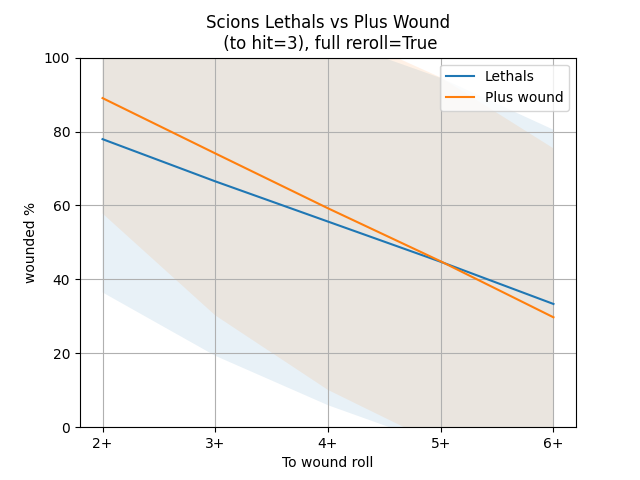 Scions Lethals vs Plus Wound
(to hit=3), full reroll=True
Lethals
Plus wound
wounded %
100
80
60
40
20
0
2+ 3+ 4+ 5+ 6+
To wound roll